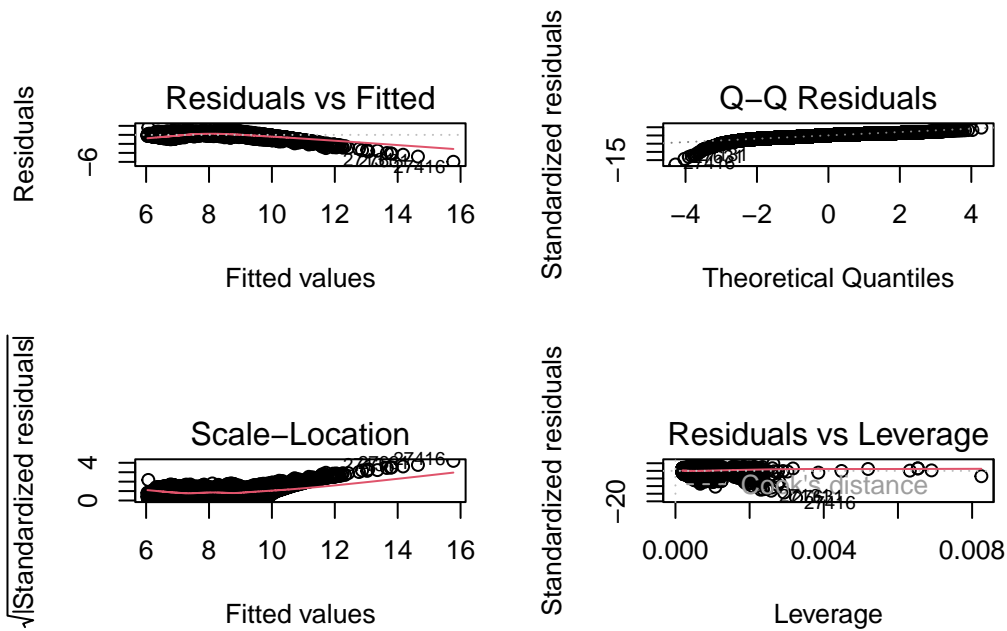 Residuals vs Fitted
Residuals
−6
27416
6 8 10 12 14 16
Fitted values
Q−Q Residuals
Standardized residuals
−15
27416
−4 −2 0 2 4
Theoretical Quantiles
Scale−Location
√|Standardized residuals|
4
0
27416
6 8 10 12 14 16
Fitted values
Residuals vs Leverage
Standardized residuals
−20
Cook's distance
27416
0.000 0.004 0.008
Leverage